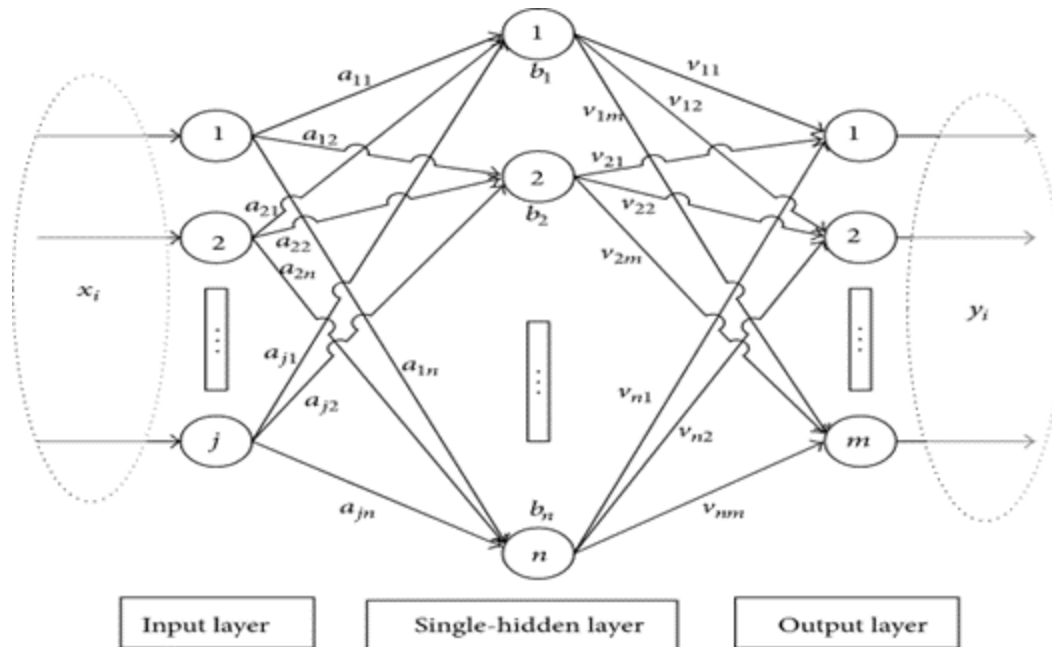 1
b₁
a₁₁
v₁₁
v₁₂
v₁ₘ
1
a₁₂
1
2
b₂
v₂₁
v₂₂
v₂ₘ
a₂₁
a₂₂
a₂ₙ
2
2
xᵢ
...
...
...
yᵢ
aⱼ₁
aⱼ₂
a₁ₙ
vₙ₁
vₙ₂
j
m
aⱼₙ
bₙ
vₙₘ
n
Input layer
Single-hidden layer
Output layer